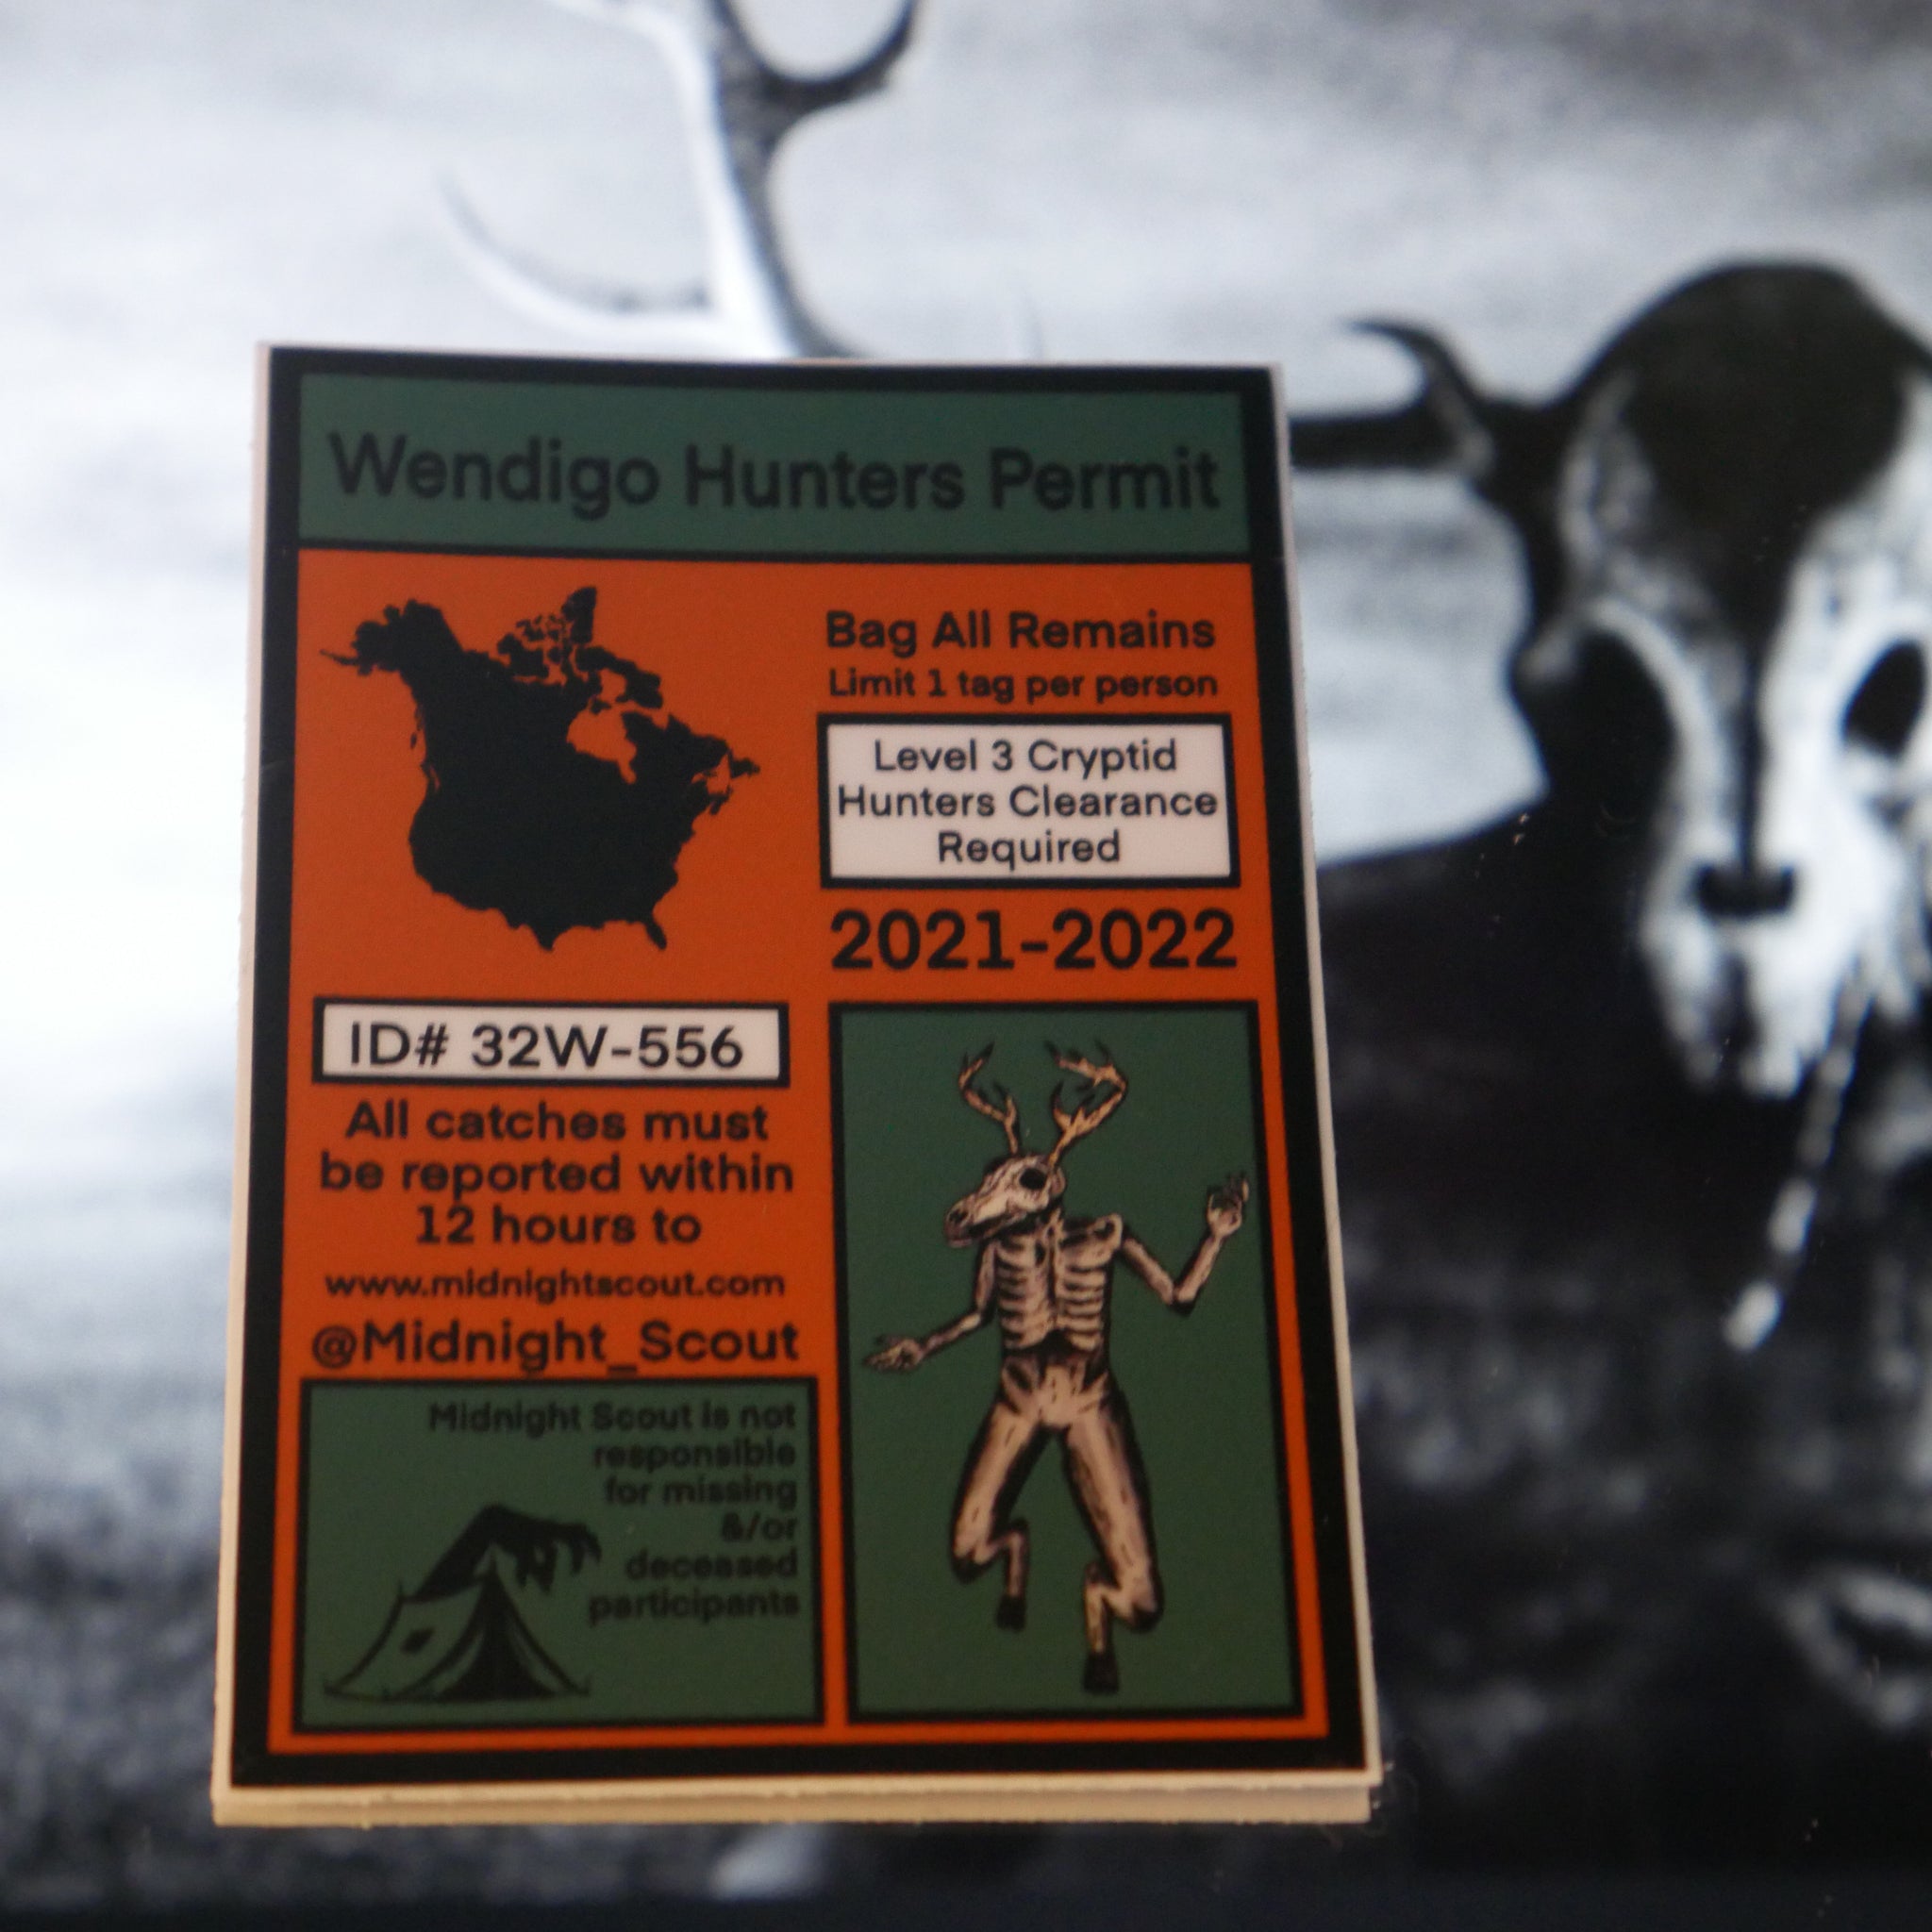 Wendigo Hunters Permit
Bag All Remains
Limit 1 tag per person
Level 3 Cryptid
Hunters Clearance
Required
2021-2022
ID# 32W-556
All catches must
be reported within
12 hours to
www.midnightscout.com
@Midnight_Scout
Midnight Scout is not
responsible
for missing
&/or
deceased
participants